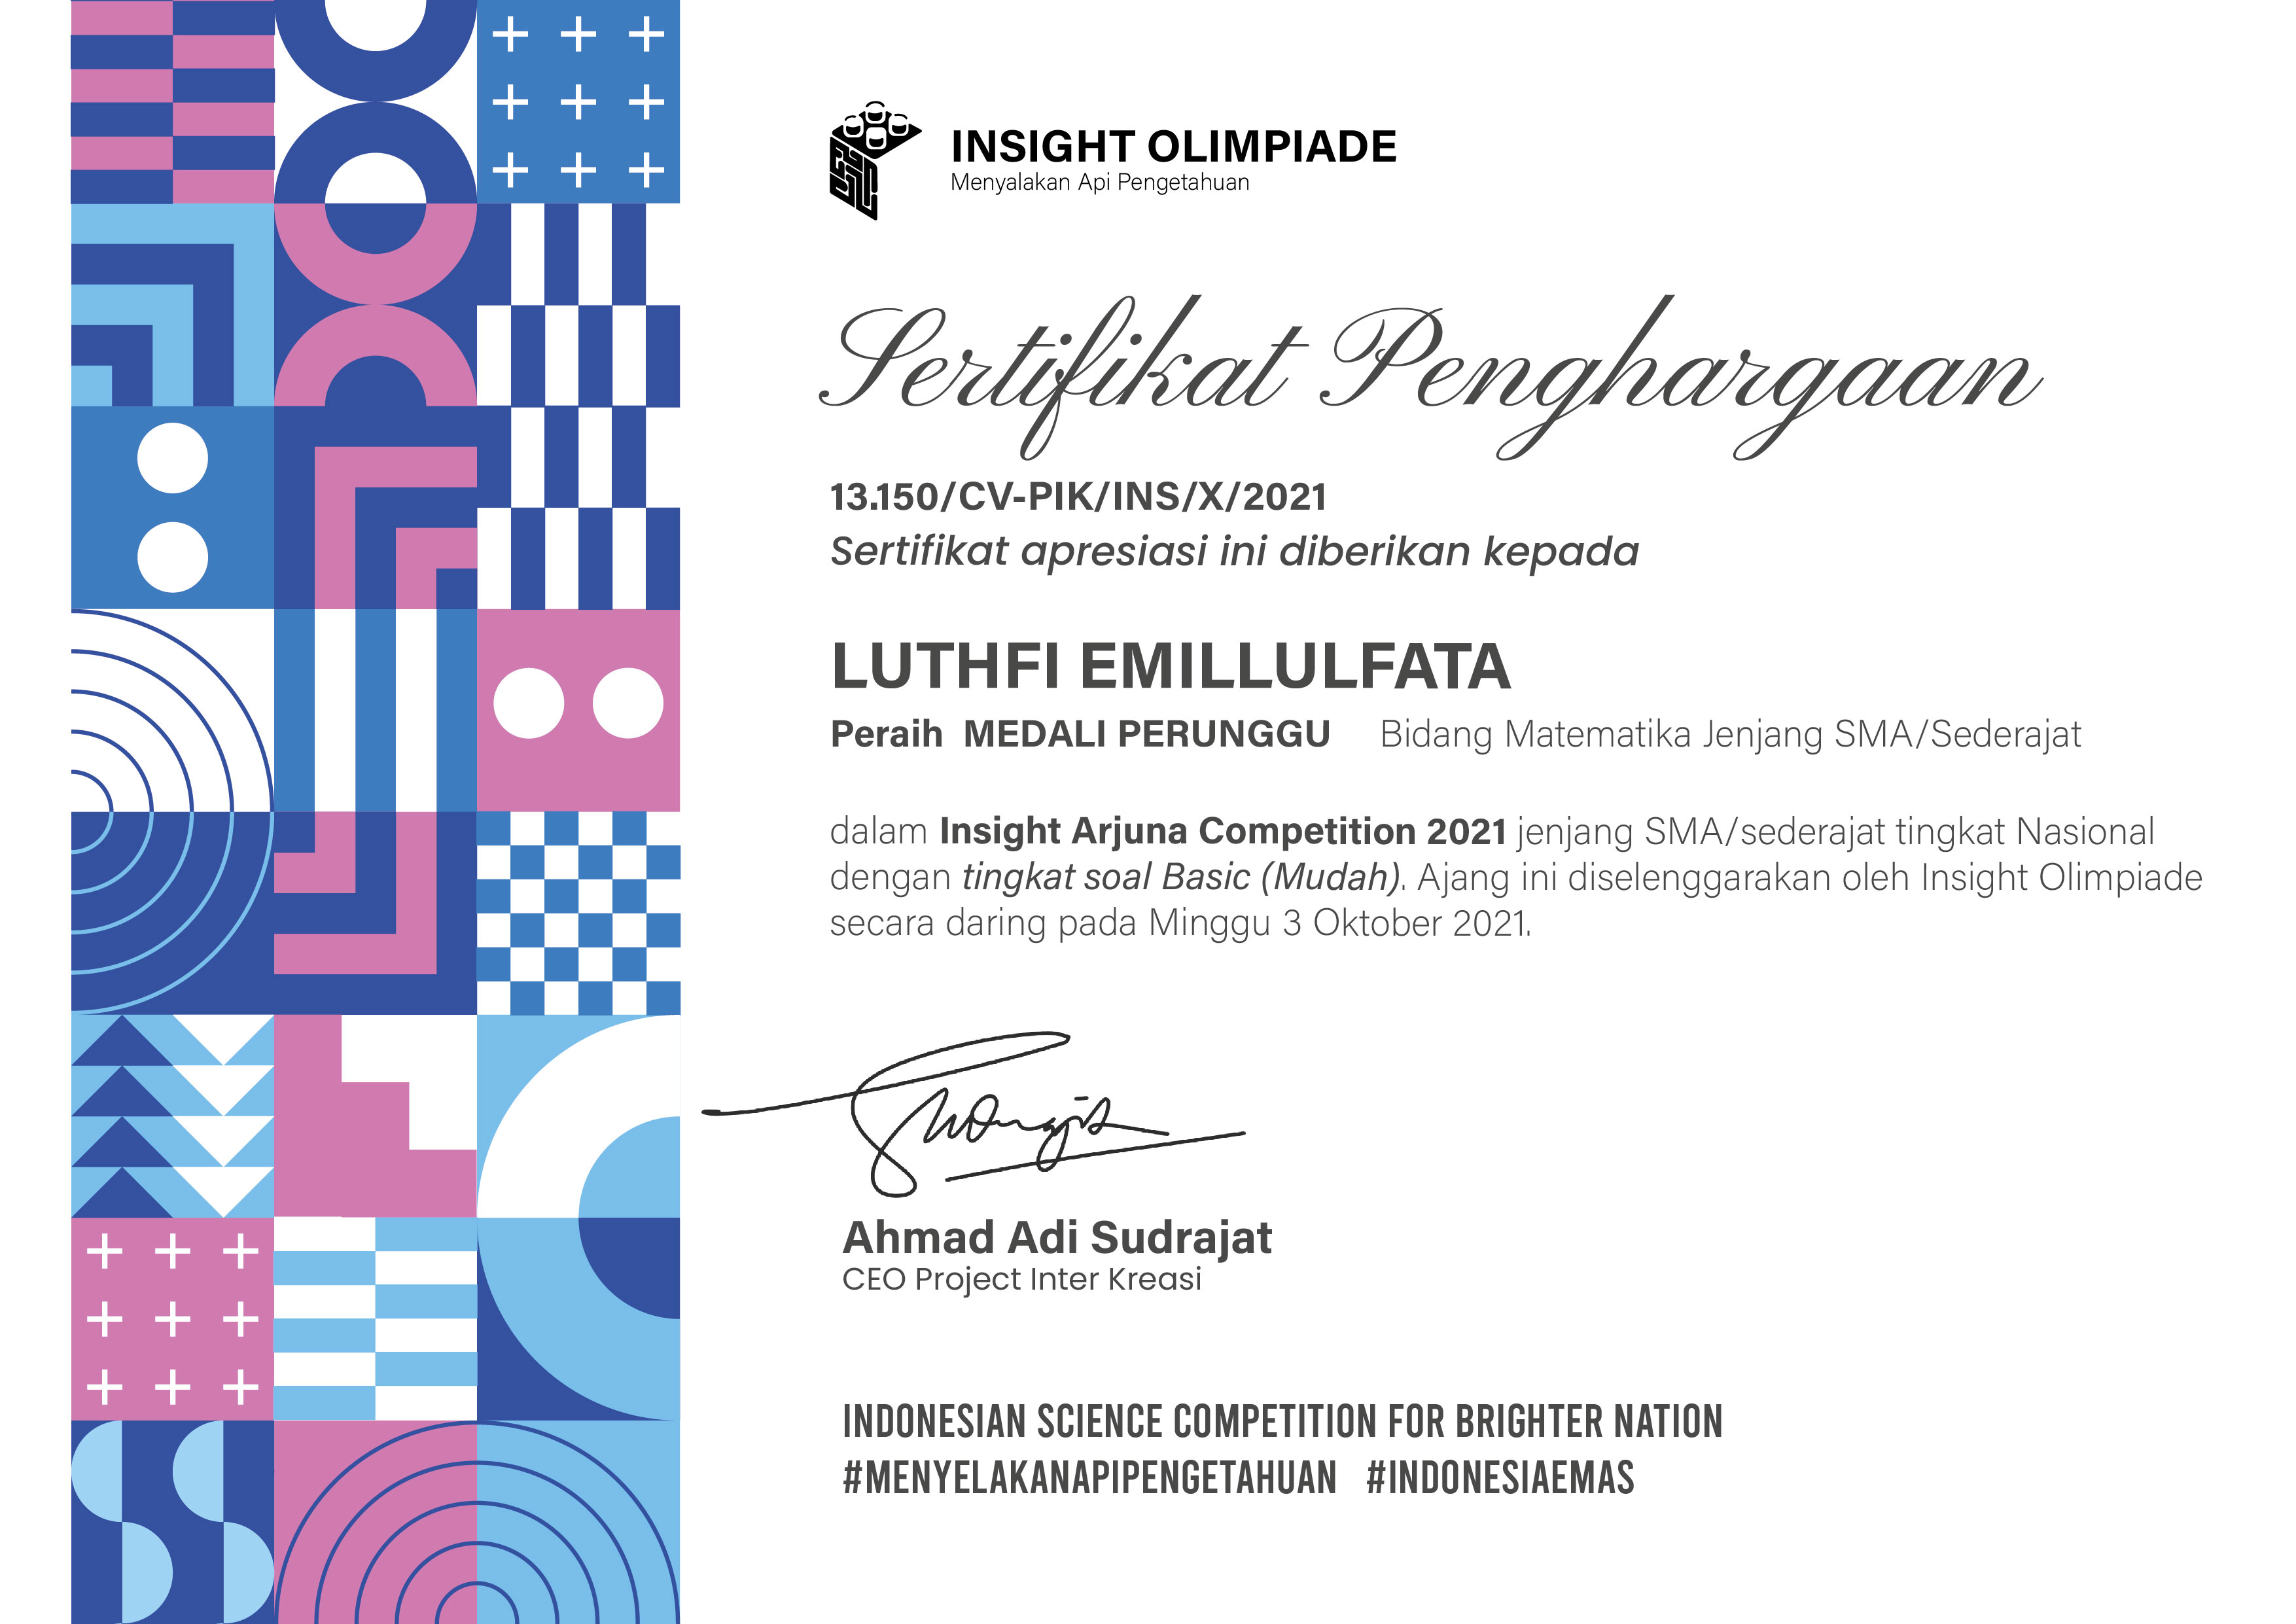 INSIGHT OLIMPIADE
Menyalakan Api Pengetahuan
Sertifikat Penghargaan
13.150/CV-PIK/INS/X/2021
Sertifikat apresiasi ini diberikan kepada
LUTHFI EMILLULFATA
Peraih MEDALI PERUNGGU Bidang Matematika Jenjang SMA/Sederajat
dalam Insight Arjuna Competition 2021 jenjang SMA/sederajat tingkat Nasional
dengan tingkat soal Basic (Mudah). Ajang ini diselenggarakan oleh Insight Olimpiade
secara daring pada Minggu 3 Oktober 2021.
Ahmad Adi Sudrajat
CEO Project Inter Kreasi
INDONESIAN SCIENCE COMPETITION FOR BRIGHTER NATION
#MENYELAKANAPIPENGETAHUAN #INDONESIAEMAS